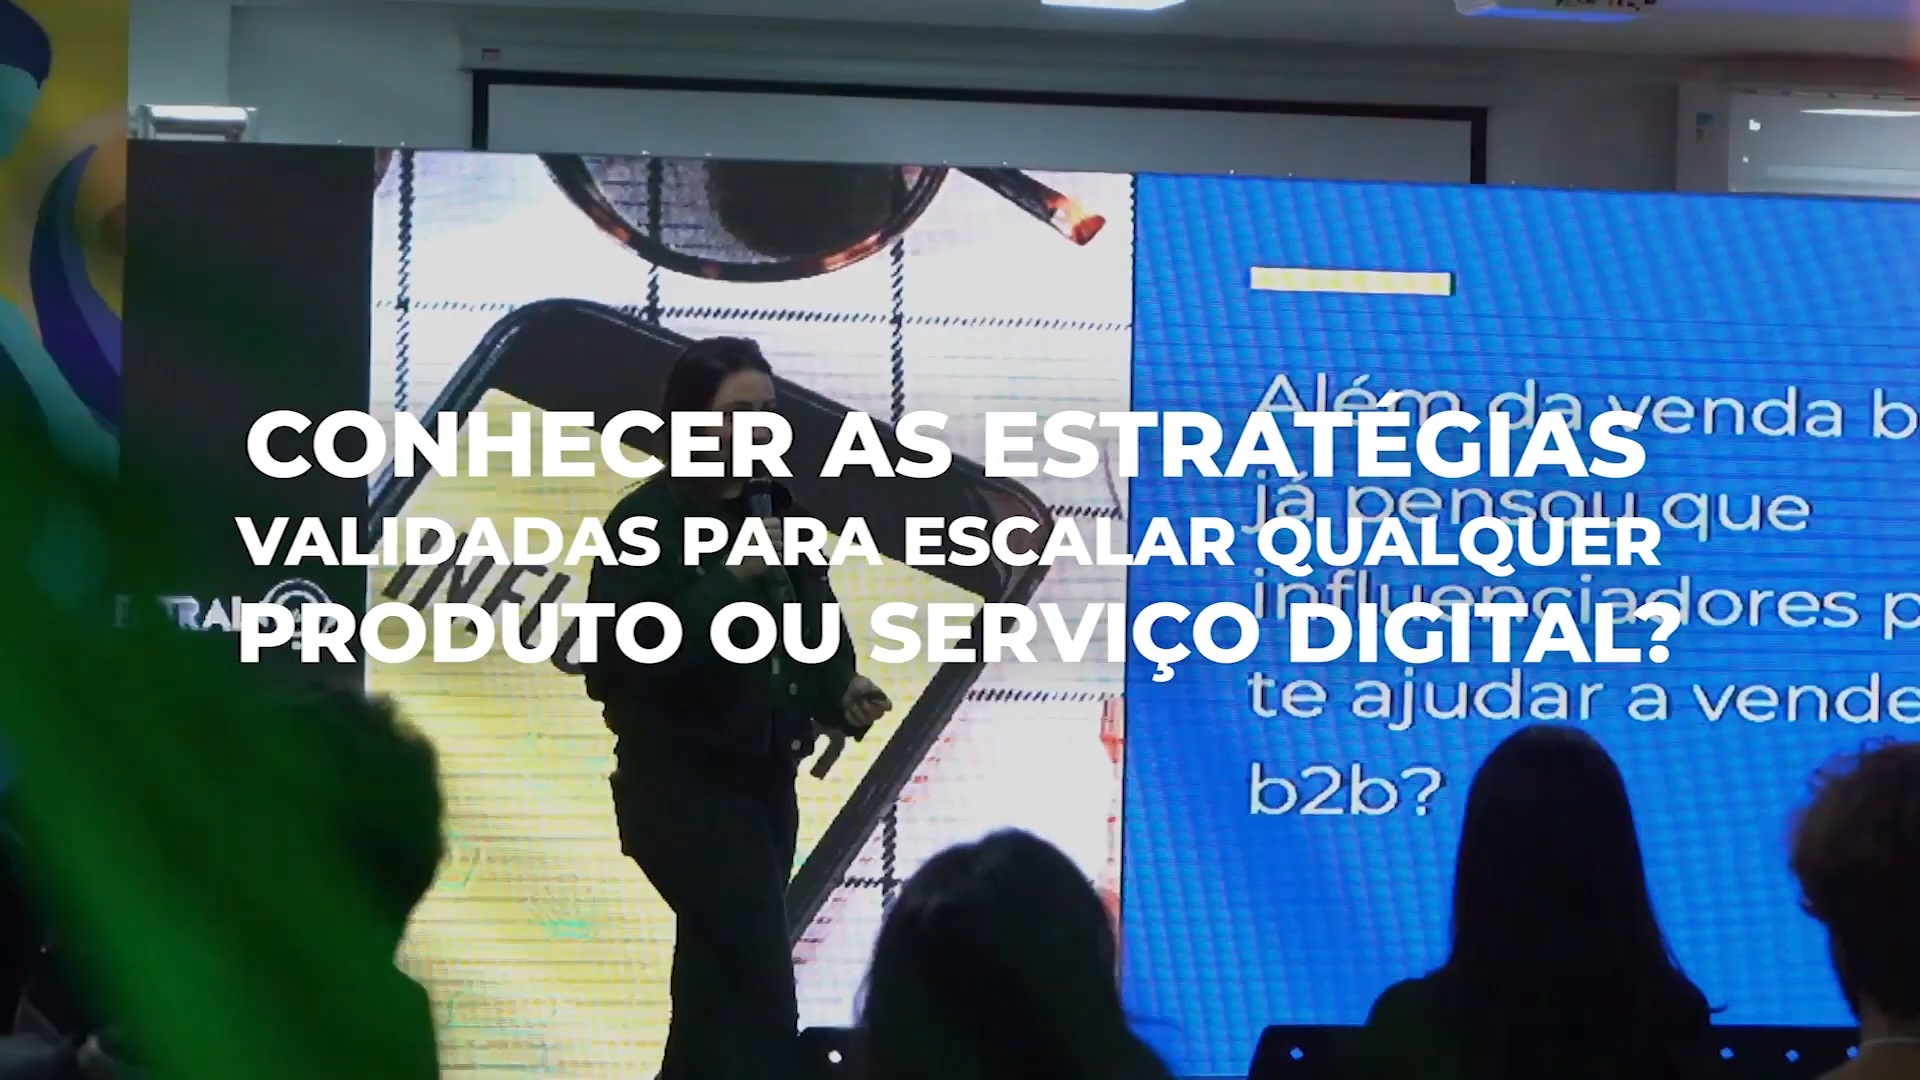 CONHECER AS ESTRATÉGIAS
VALIDADAS PARA ESCALAR QUALQUER
PRODUTO OU SERVIÇO DIGITAL?
Além da venda b
já pensou que
influenciadores p
te ajudar a vende
b2b?
INFLU